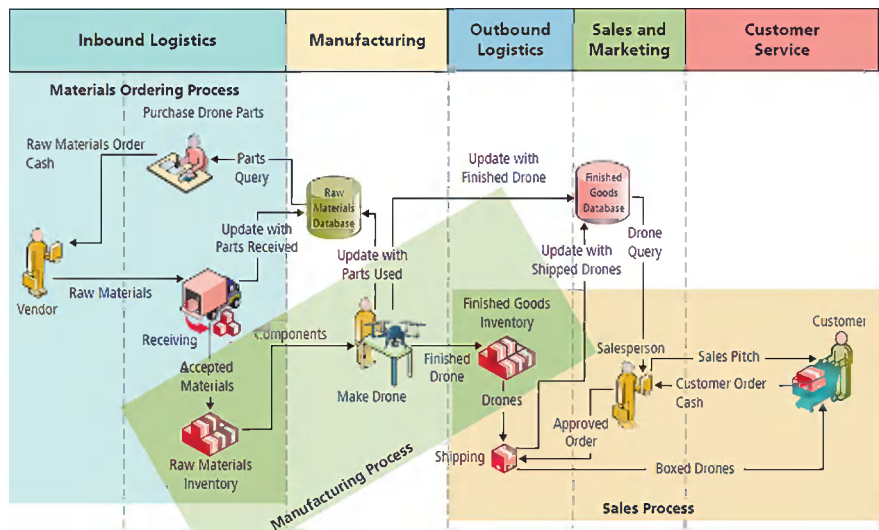 Inbound Logistics
Manufacturing
Outbound
Logistics
Sales and
Marketing
Customer
Service
Materials Ordering Process
Purchase Drone Parts
Raw Materials Order
Cash
Parts
Query
Raw
Materials
Database
Update with
Parts Received
Update with
Finished Drone
Finished
Goods
Database
Drone
Query
Update with
Parts Used
Update with
Shipped Drones
Vendor
Raw Materials
Receiving
Components
Accepted
Materials
Make Drone
Finished
Drone
Finished Goods
Inventory
Salesperson
Customer
Sales Pitch
Customer Order
Cash
Drones
Approved
Order
Raw Materials
Inventory
Shipping
Boxed Drones
Manufacturing Process
Sales Process